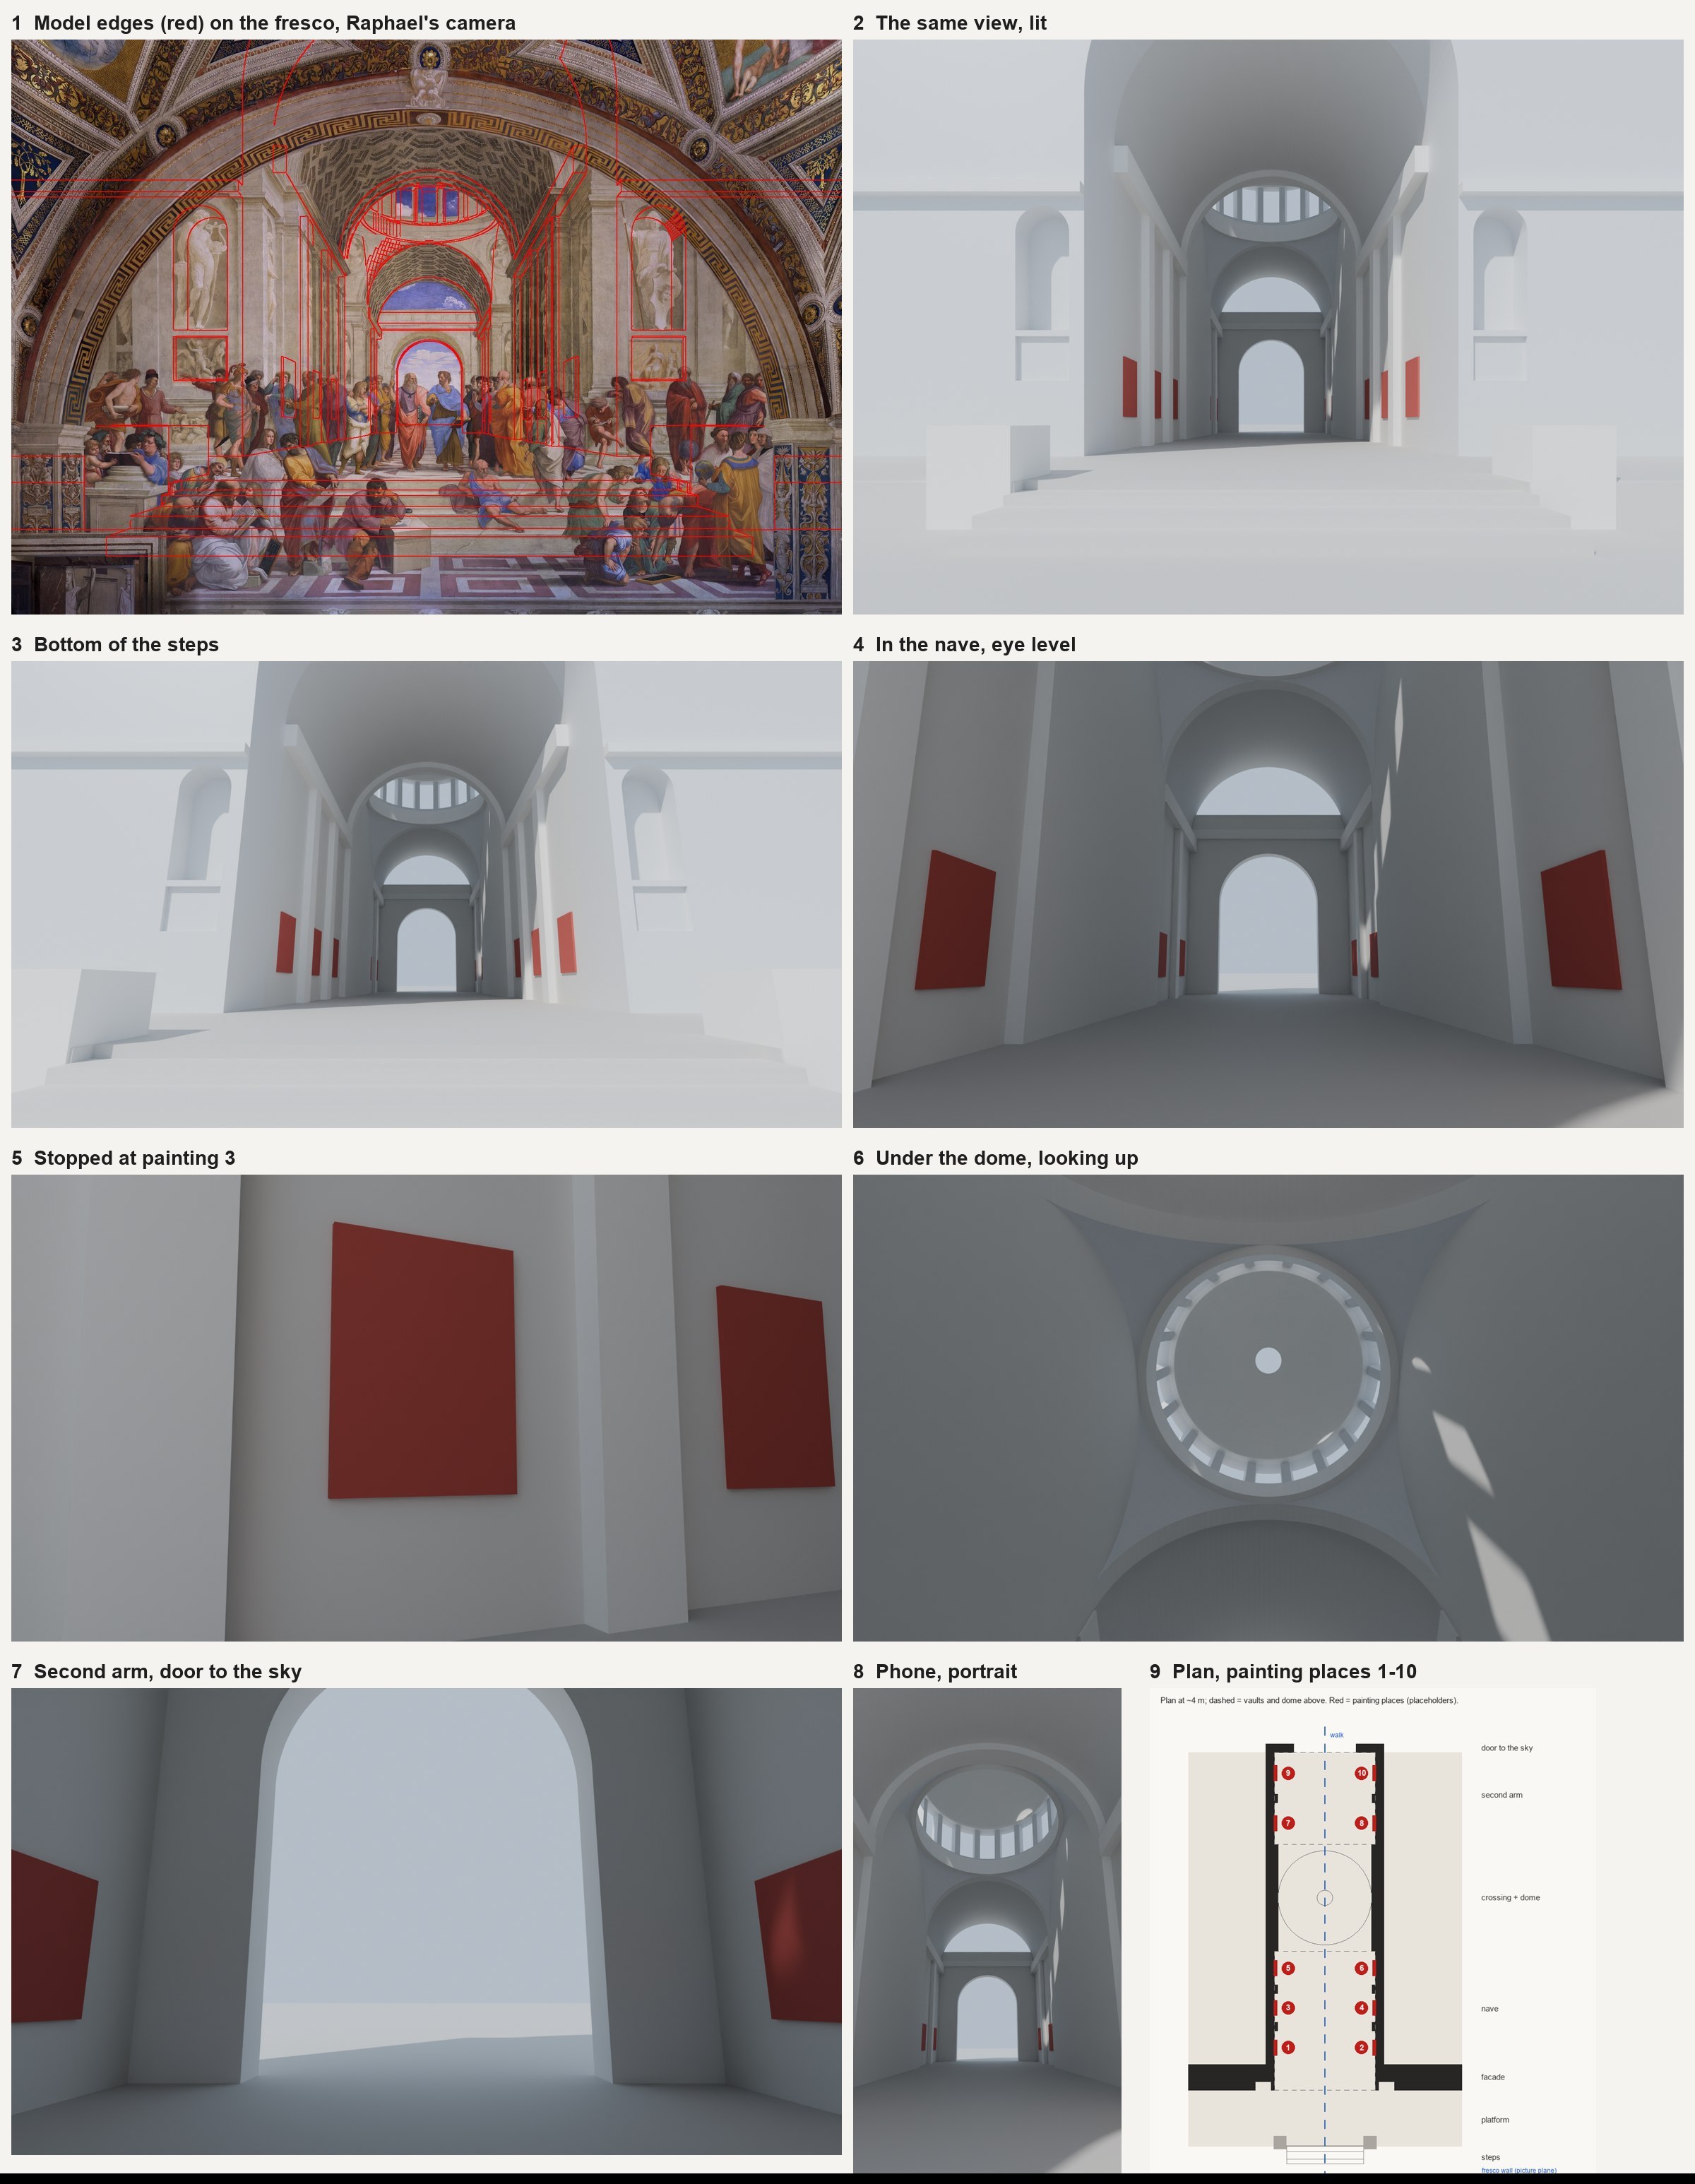 1 Model edges (red) on the fresco, Raphael's camera
2 The same view, lit
3 Bottom of the steps
4 In the nave, eye level
5 Stopped at painting 3
6 Under the dome, looking up
7 Second arm, door to the sky
8 Phone, portrait
9 Plan, painting places 1-10
Plan at ~4 m; dashed = vaults and dome above. Red = painting places (placeholders).
walk
door to the sky
9
10
second arm
7
8
crossing + dome
5
6
nave
3
4
1
2
facade
platform
steps
fresco wall (picture plane)